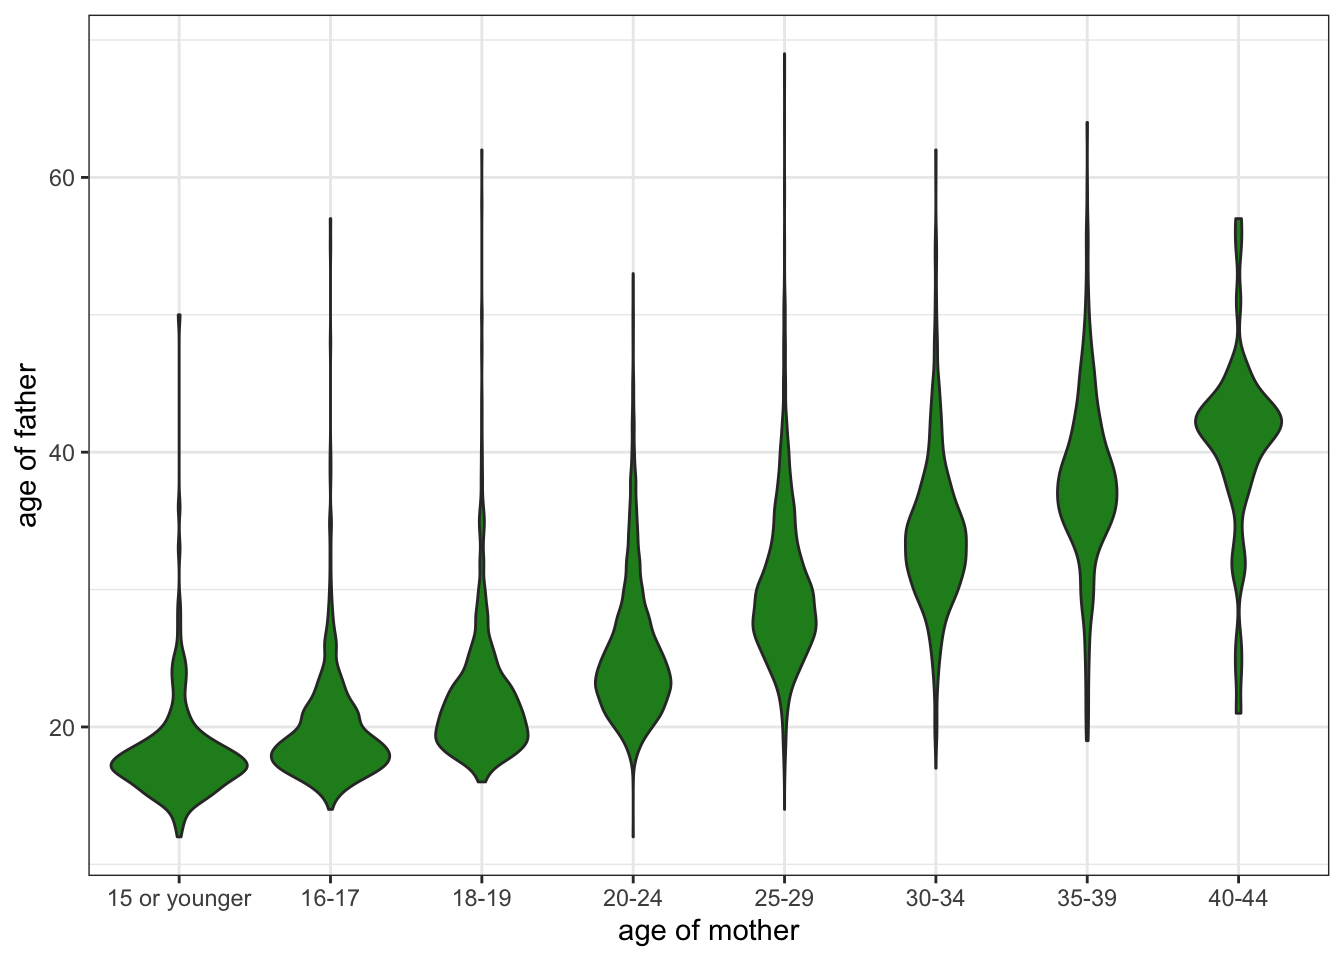 60
40
20
age of father
15 or younger 16-17 18-19 20-24 25-29 30-34 35-39 40-44
age of mother